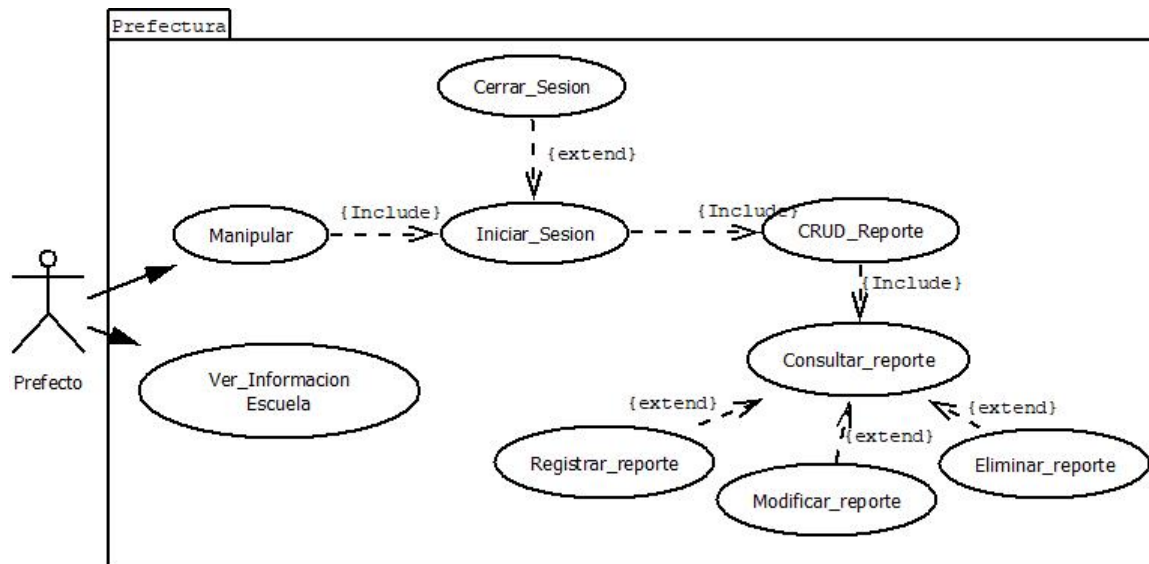 Prefectura
Cerrar_Sesion
{extend}
{Include}
{Include}
Manipular
Iniciar_Sesion
CRUD_Reporte
{Include}
Prefecto
Ver_Informacion
Escuela
Consultar_reporte
{extend}
{extend}
{extend}
Registrar_reporte
Modificar_reporte
Eliminar_reporte